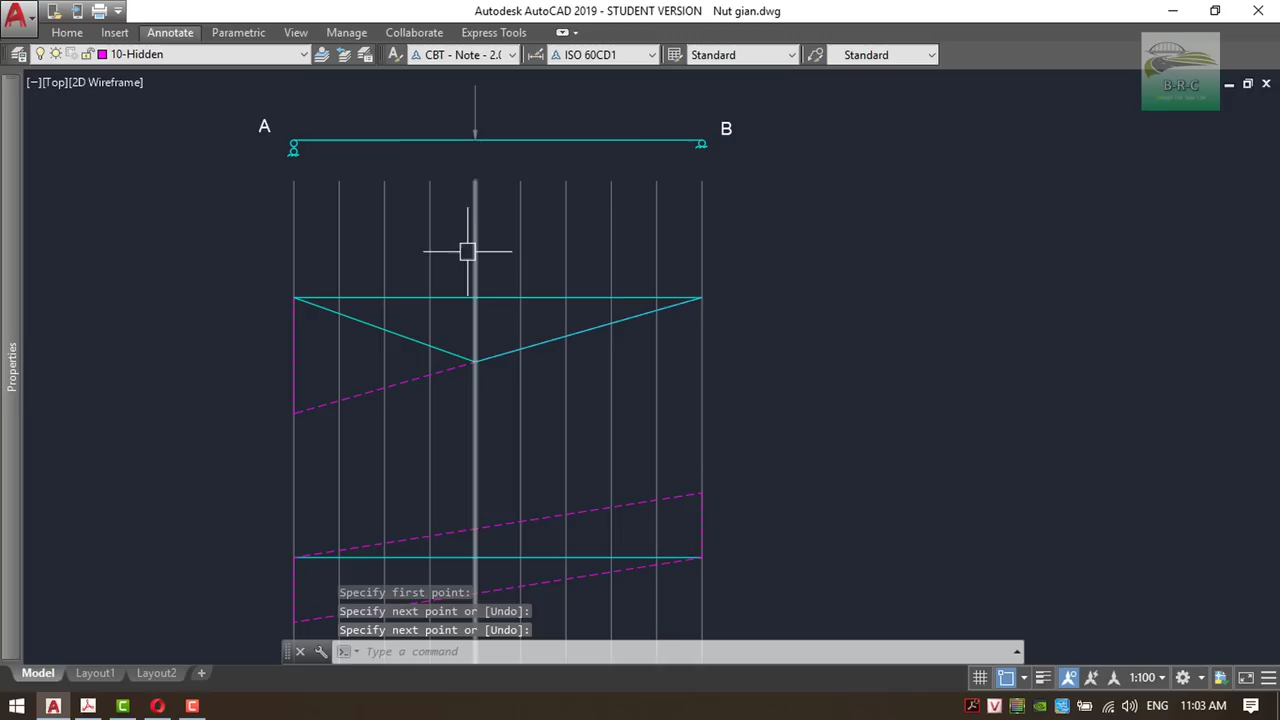 Autodesk AutoCAD 2019 - STUDENT VERSION Nut gian.dwg
Home Insert Annotate Parametric View Manage Collaborate Express Tools
10-Hidden CBT - Note - 2.0 ISO 60CD1 Standard Standard
[−][Top][2D Wireframe]
B-R-C
A
B
Properties
Specify first point:
Specify next point or [Undo]:
Specify next point or [Undo]:
Type a command
Model Layout1 Layout2 +
1:100
ENG 11:03 AM